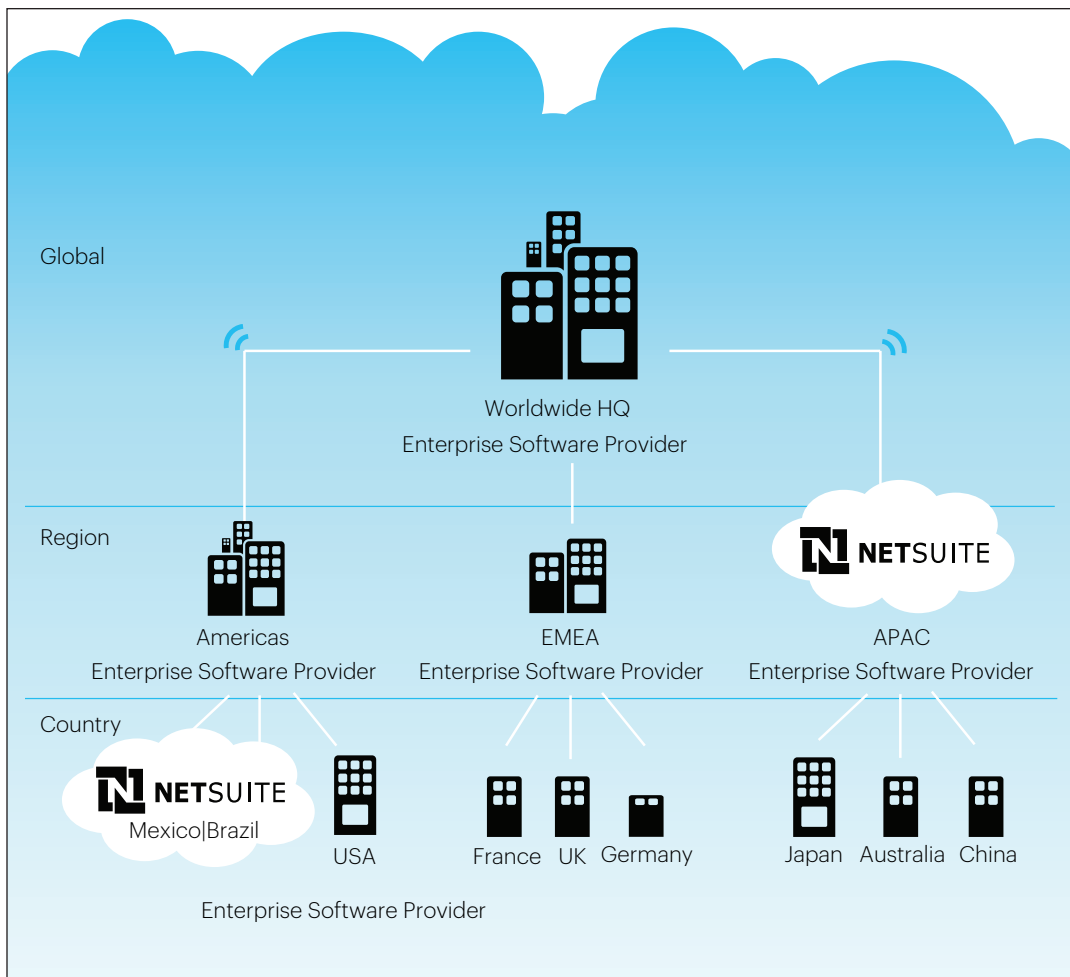 Global
Worldwide HQ
Enterprise Software Provider
Region
NETSUITE
Americas
EMEA
APAC
Enterprise Software Provider
Enterprise Software Provider
Enterprise Software Provider
Country
NETSUITE
Mexico|Brazil
USA
France
UK
Germany
Japan
Australia
China
Enterprise Software Provider